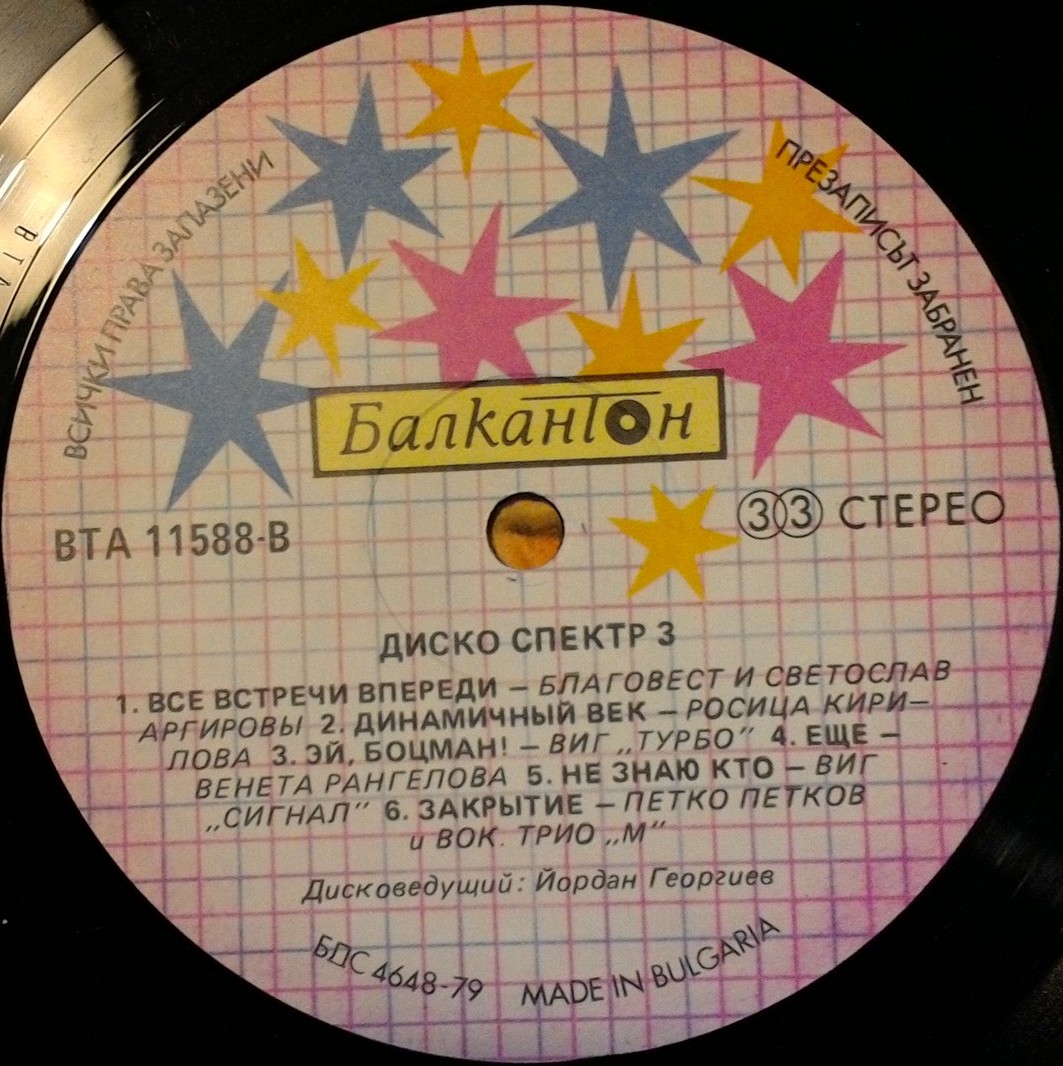 ВСИЧКИ ПРАВА ЗАПАЗЕНИ
ПРЕЗАПИСЪТ ЗАБРАНЕН
Балкантон
ВТА 11588-В
33 СТЕРЕО
ДИСКО СПЕКТР 3
1. ВСЕ ВСТРЕЧИ ВПЕРЕДИ – БЛАГОВЕСТ И СВЕТОСЛАВ
АРГИРОВЫ 2. ДИНАМИЧНЫЙ ВЕК – РОСИЦА КИРИ–
ЛОВА 3. ЭЙ, БОЦМАН! – ВИГ „ТУРБО” 4. ЕЩЕ –
ВЕНЕТА РАНГЕЛОВА 5. НЕ ЗНАЮ КТО – ВИГ
„СИГНАЛ” 6. ЗАКРЫТИЕ – ПЕТКО ПЕТКОВ
и ВОК. ТРИО „М”
Дисководещий: Йордан Георгиев
БДС 4648-79 MADE IN BULGARIA